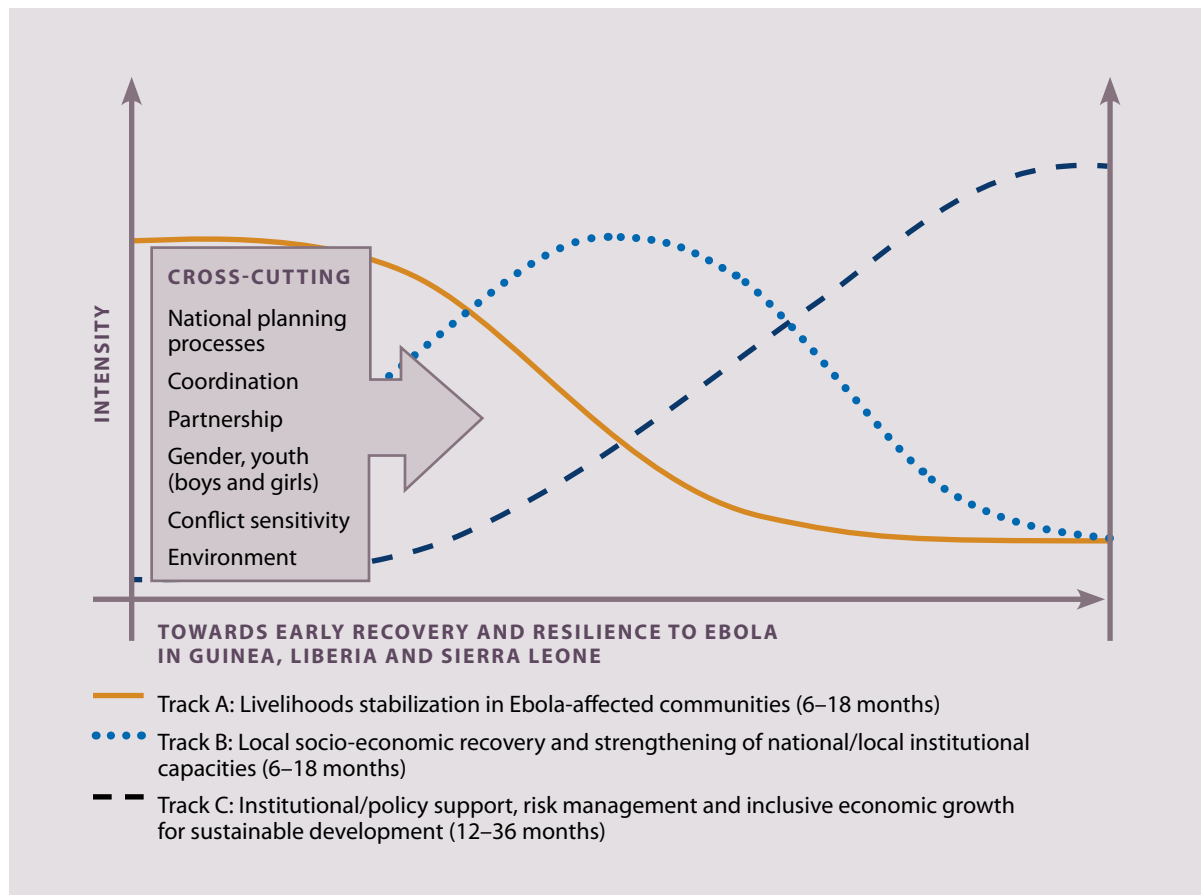 INTENSITY
CROSS-CUTTING
National planning
processes
Coordination
Partnership
Gender, youth
(boys and girls)
Conflict sensitivity
Environment
TOWARDS EARLY RECOVERY AND RESILIENCE TO EBOLA
IN GUINEA, LIBERIA AND SIERRA LEONE
Track A: Livelihoods stabilization in Ebola-affected communities (6–18 months)
Track B: Local socio-economic recovery and strengthening of national/local institutional
capacities (6–18 months)
Track C: Institutional/policy support, risk management and inclusive economic growth
for sustainable development (12–36 months)